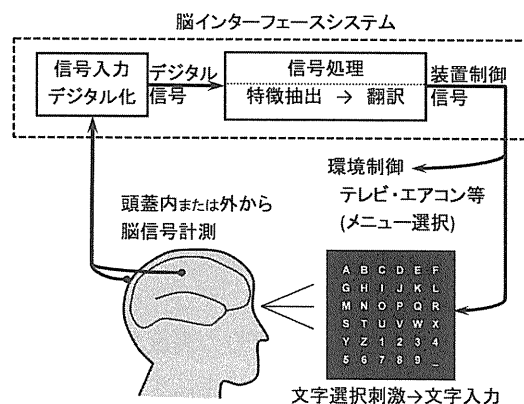 脳インターフェースシステム
信号入力
デジタル化
デジタル
信号
信号処理
特徴抽出 → 翻訳
装置制御
信号
環境制御
テレビ・エアコン等
(メニュー選択)
頭蓋内または外から
脳信号計測
A B C D E F
G H I J K L
M N O P Q R
S T U V W X
Y Z 1 2 3 4
5 6 7 8 9 _
文字選択刺激→文字入力